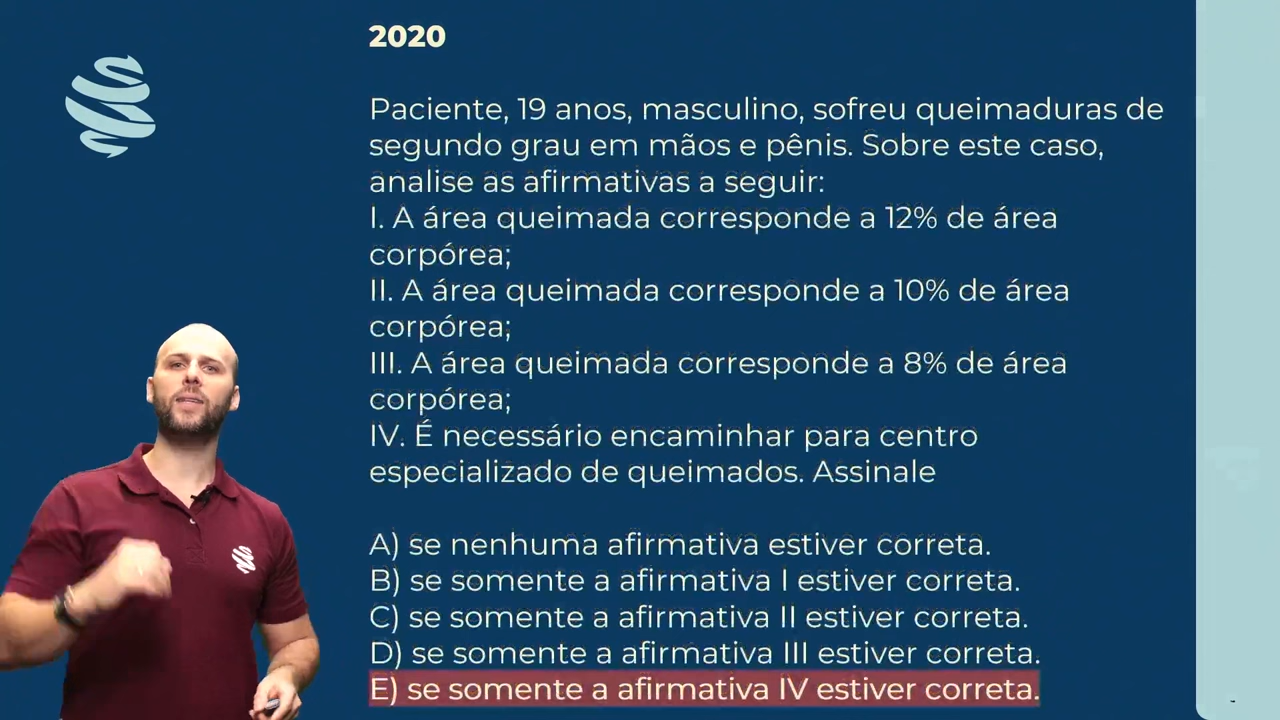 2020
Paciente, 19 anos, masculino, sofreu queimaduras de
segundo grau em mãos e pênis. Sobre este caso,
analise as afirmativas a seguir:
I. A área queimada corresponde a 12% de área
corpórea;
II. A área queimada corresponde a 10% de área
corpórea;
III. A área queimada corresponde a 8% de área
corpórea;
IV. É necessário encaminhar para centro
especializado de queimados. Assinale
A) se nenhuma afirmativa estiver correta.
B) se somente a afirmativa I estiver correta.
C) se somente a afirmativa II estiver correta.
D) se somente a afirmativa III estiver correta.
E) se somente a afirmativa IV estiver correta.